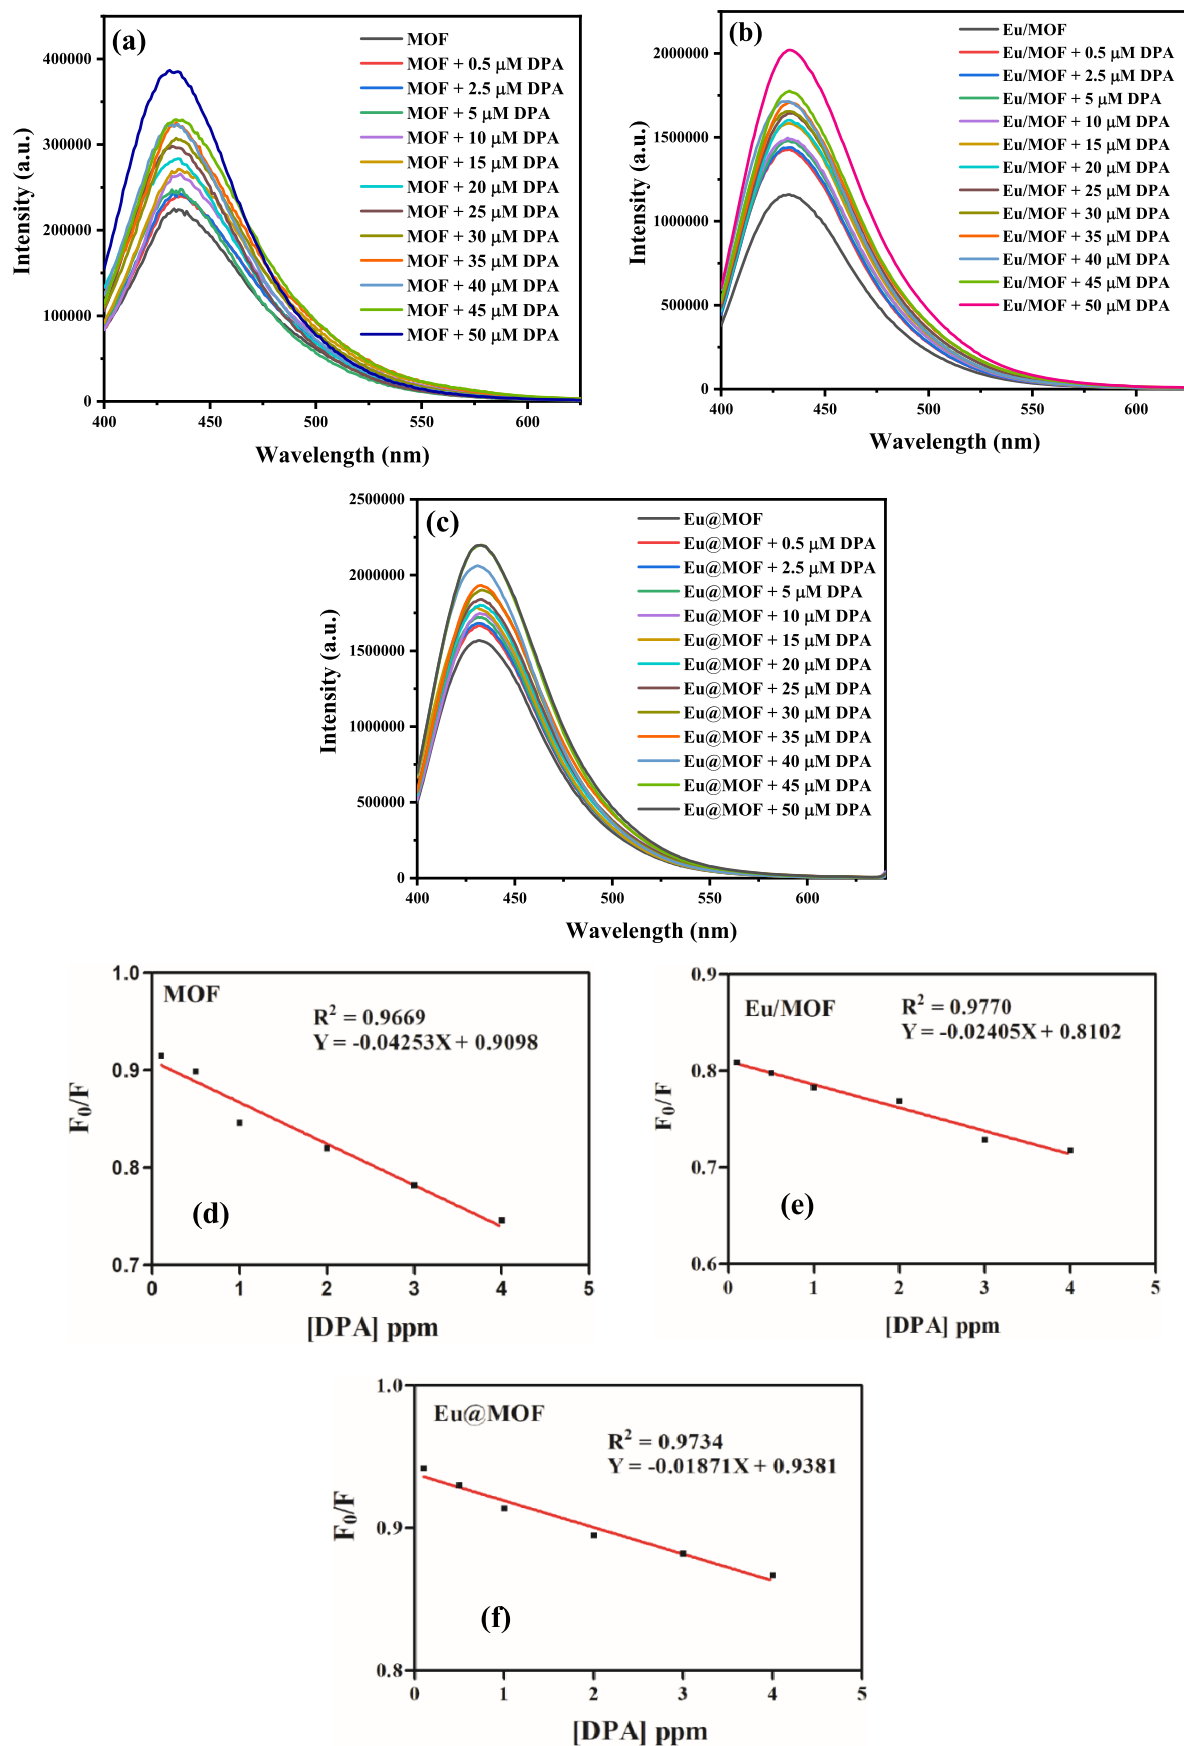 (a)
MOF
MOF + 0.5 μM DPA
MOF + 2.5 μM DPA
MOF + 5 μM DPA
MOF + 10 μM DPA
MOF + 15 μM DPA
MOF + 20 μM DPA
MOF + 25 μM DPA
MOF + 30 μM DPA
MOF + 35 μM DPA
MOF + 40 μM DPA
MOF + 45 μM DPA
MOF + 50 μM DPA
400000
300000
200000
100000
0
Intensity (a.u.)
400 450 500 550 600
Wavelength (nm)
(b)
Eu/MOF
Eu/MOF + 0.5 μM DPA
Eu/MOF + 2.5 μM DPA
Eu/MOF + 5 μM DPA
Eu/MOF + 10 μM DPA
Eu/MOF + 15 μM DPA
Eu/MOF + 20 μM DPA
Eu/MOF + 25 μM DPA
Eu/MOF + 30 μM DPA
Eu/MOF + 35 μM DPA
Eu/MOF + 40 μM DPA
Eu/MOF + 45 μM DPA
Eu/MOF + 50 μM DPA
2000000
1500000
1000000
500000
0
Intensity (a.u.)
400 450 500 550 600
Wavelength (nm)
(c)
Eu@MOF
Eu@MOF + 0.5 μM DPA
Eu@MOF + 2.5 μM DPA
Eu@MOF + 5 μM DPA
Eu@MOF + 10 μM DPA
Eu@MOF + 15 μM DPA
Eu@MOF + 20 μM DPA
Eu@MOF + 25 μM DPA
Eu@MOF + 30 μM DPA
Eu@MOF + 35 μM DPA
Eu@MOF + 40 μM DPA
Eu@MOF + 45 μM DPA
Eu@MOF + 50 μM DPA
2500000
2000000
1500000
1000000
500000
0
Intensity (a.u.)
400 450 500 550 600
Wavelength (nm)
MOF
R² = 0.9669
Y = -0.04253X + 0.9098
(d)
1.0
0.9
0.8
0.7
F₀/F
0 1 2 3 4 5
[DPA] ppm
Eu/MOF
R² = 0.9770
Y = -0.02405X + 0.8102
(e)
0.9
0.8
0.7
0.6
F₀/F
0 1 2 3 4 5
[DPA] ppm
Eu@MOF
R² = 0.9734
Y = -0.01871X + 0.9381
(f)
1.0
0.9
0.8
F₀/F
0 1 2 3 4 5
[DPA] ppm